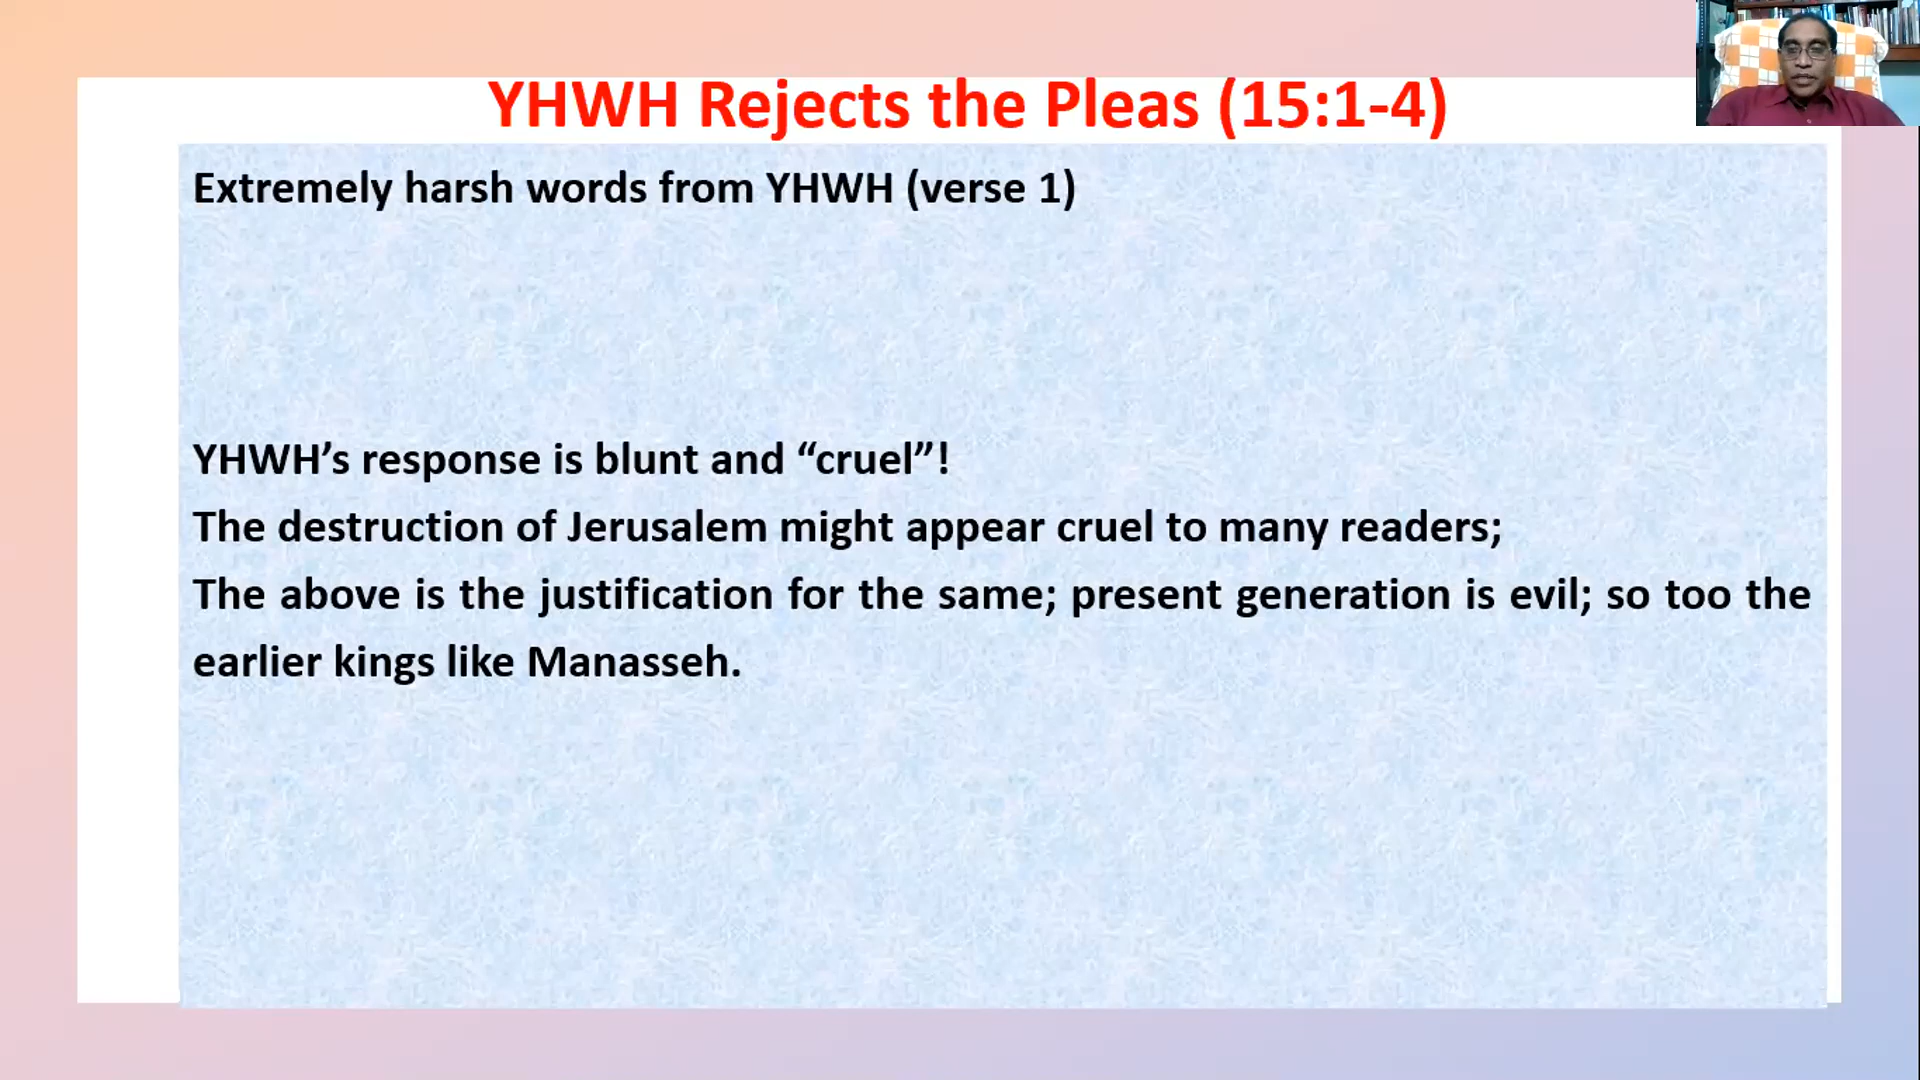 YHWH Rejects the Pleas (15:1-4)
Extremely harsh words from YHWH (verse 1)
YHWH’s response is blunt and “cruel”!
The destruction of Jerusalem might appear cruel to many readers;
The above is the justification for the same; present generation is evil; so too the
earlier kings like Manasseh.